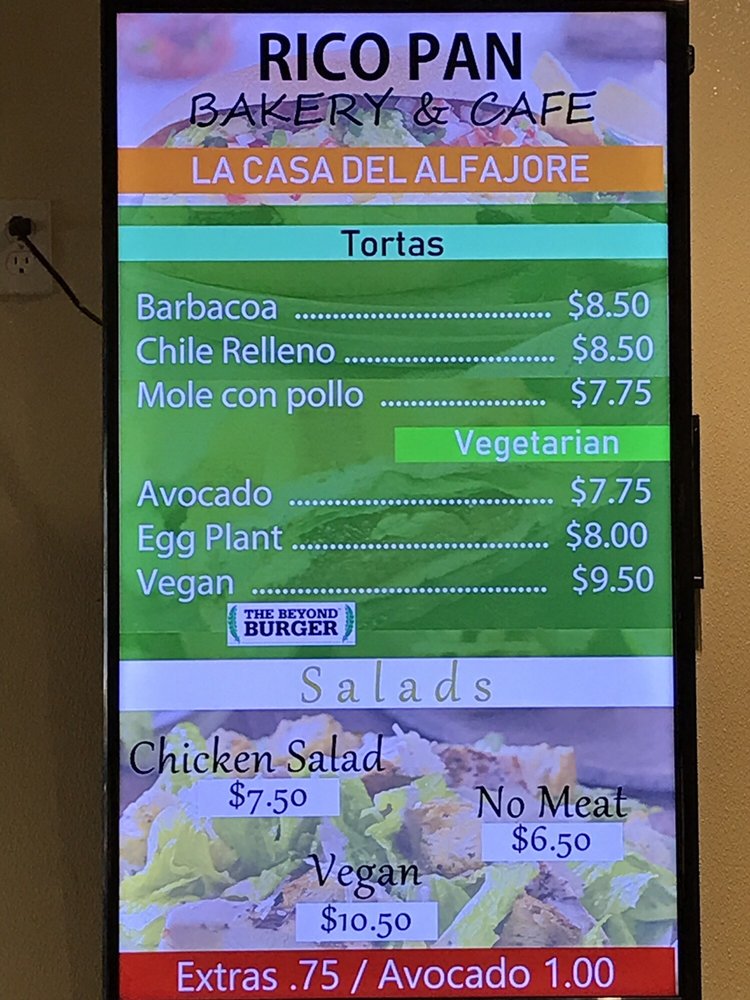 RICO PAN
BAKERY & CAFE
LA CASA DEL ALFAJORE
Tortas
Barbacoa ................................. $8.50
Chile Relleno ........................... $8.50
Mole con pollo ..................... $7.75
Vegetarian
Avocado .................................. $7.75
Egg Plant ................................. $8.00
Vegan ...................................... $9.50
THE BEYOND™
BURGER
Salads
Chicken Salad
$7.50
No Meat
$6.50
Vegan
$10.50
Extras .75 / Avocado 1.00